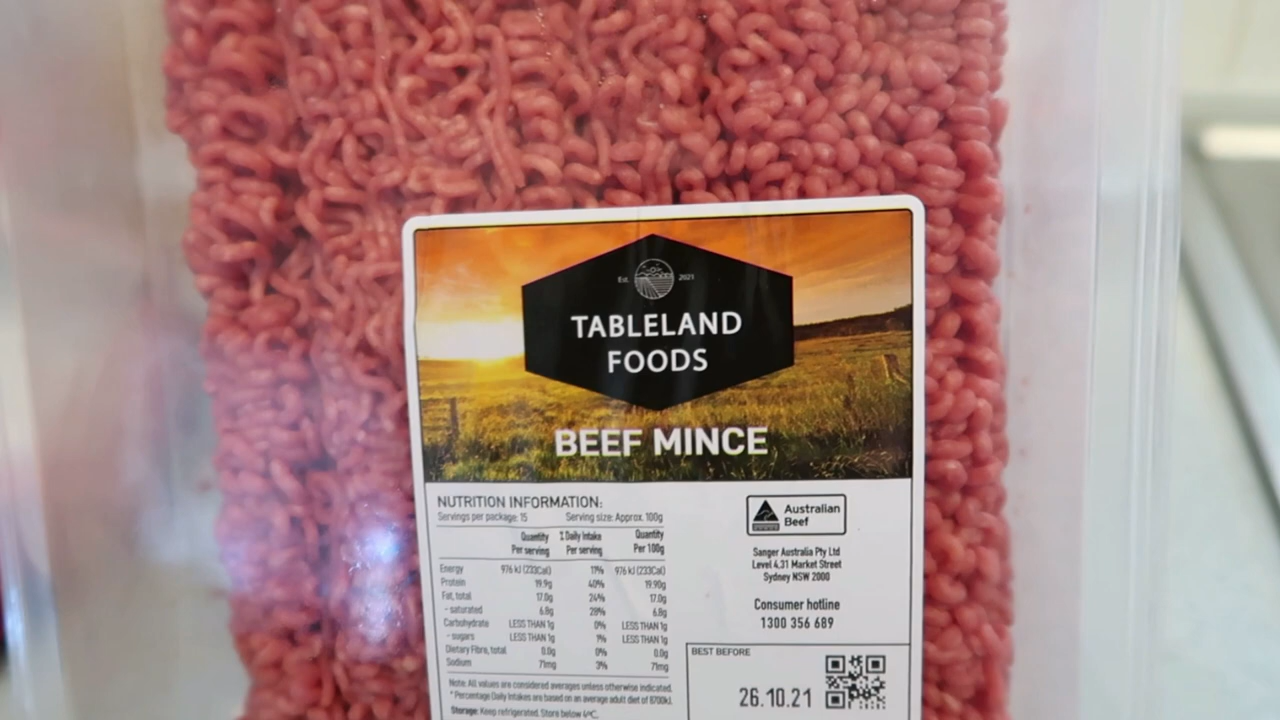 Est. 2021
TABLELAND
FOODS
BEEF MINCE
NUTRITION INFORMATION:
Servings per package: 15 Serving size: Approx. 100g
Quantity % Daily Intake Quantity
Per serving Per serving Per 100g
Energy 976 kJ (233Cal) 11% 976 kJ (233Cal)
Protein 19.9g 40% 19.90g
Fat, total 17.0g 24% 17.0g
- saturated 6.8g 28% 6.8g
Carbohydrate LESS THAN 1g 0% LESS THAN 1g
- sugars LESS THAN 1g 1% LESS THAN 1g
Dietary Fibre, total 0.0g 0% 0.0g
Sodium 71mg 3% 71mg
Note: All values are considered averages unless otherwise indicated.
* Percentage Daily Intakes are based on an average adult diet of 8700kJ.
Storage: Keep refrigerated. Store below 4ºC.
Australian
Beef
Sanger Australia Pty Ltd
Level 4,31 Market Street
Sydney NSW 2000
Consumer hotline
1300 356 689
BEST BEFORE
26.10.21